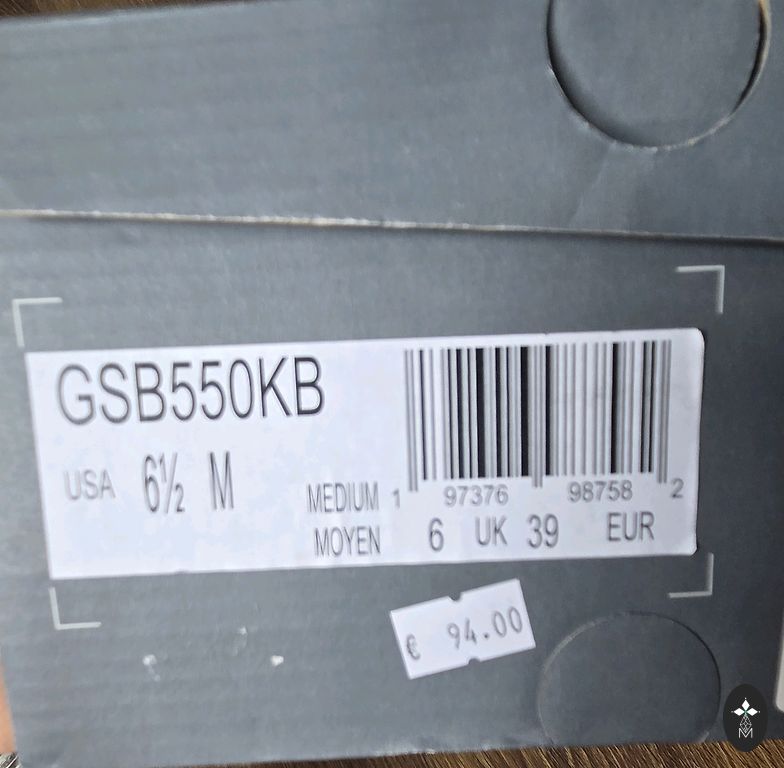 GSB550KB
USA 6½ M
MEDIUM 1 97376 98758 2
MOYEN 6 UK 39 EUR
€ 94.00
M